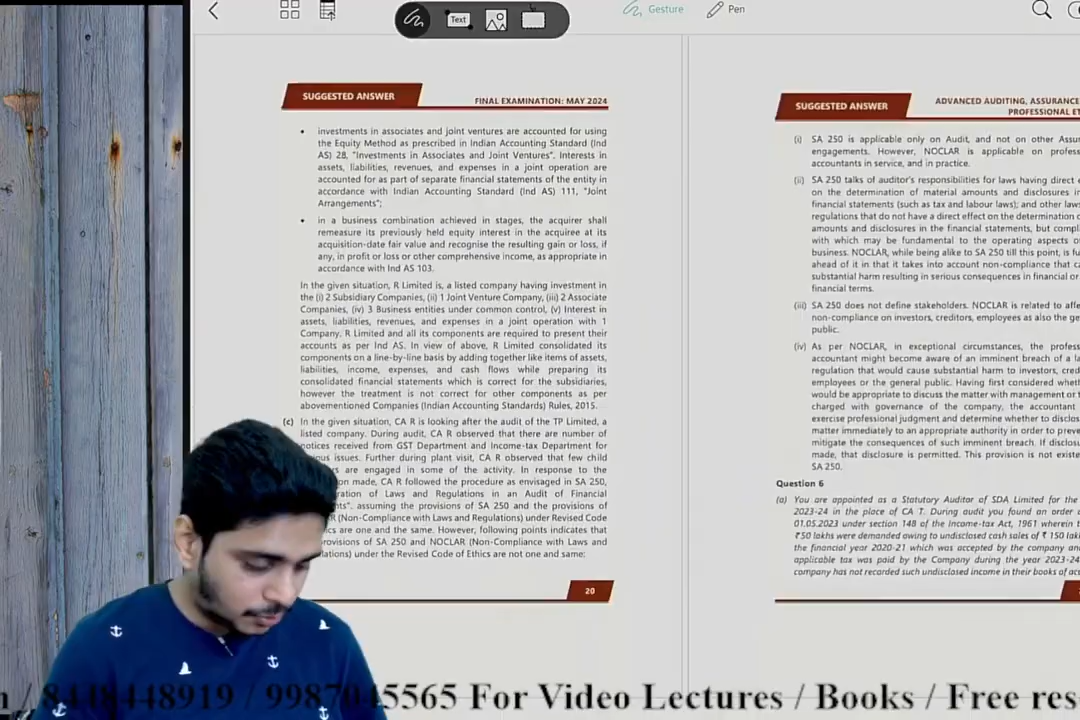 Text
Gesture
Pen
SUGGESTED ANSWER
FINAL EXAMINATION: MAY 2024
• investments in associates and joint ventures are accounted for using
the Equity Method as prescribed in Indian Accounting Standard (Ind
AS) 28, "Investments in Associates and Joint Ventures". Interests in
assets, liabilities, revenues, and expenses in a joint operation are
accounted for as part of separate financial statements of the entity in
accordance with Indian Accounting Standard (Ind AS) 111, "Joint
Arrangements";
• in a business combination achieved in stages, the acquirer shall
remeasure its previously held equity interest in the acquiree at its
acquisition-date fair value and recognise the resulting gain or loss, if
any, in profit or loss or other comprehensive income, as appropriate in
accordance with Ind AS 103.
In the given situation, R Limited is, a listed company having investment in
the (i) 2 Subsidiary Companies, (ii) 1 Joint Venture Company, (iii) 2 Associate
Companies, (iv) 3 Business entities under common control, (v) Interest in
assets, liabilities, revenues, and expenses in a joint operation with 1
Company. R Limited and all its components are required to present their
accounts as per Ind AS. In view of above, R Limited consolidated its
components on a line-by-line basis by adding together like items of assets,
liabilities, income, expenses, and cash flows while preparing its
consolidated financial statements which is correct for the subsidiaries,
however the treatment is not correct for other components as per
abovementioned Companies (Indian Accounting Standards) Rules, 2015.
(c) In the given situation, CA R is looking after the audit of the TP Limited, a
listed company. During audit, CA R observed that there are number of
notices received from GST Department and Income-tax Department for
issues. Further during plant visit, CA R observed that few child
are engaged in some of the activity. In response to the
made, CA R followed the procedure as envisaged in SA 250,
of Laws and Regulations in an Audit of Financial
assuming the provisions of SA 250 and the provisions of
(Non-Compliance with Laws and Regulations) under Revised Code
are one and the same. However, following points indicates that
of SA 250 and NOCLAR (Non-Compliance with Laws and
under the Revised Code of Ethics are not one and same:
20
SUGGESTED ANSWER
ADVANCED AUDITING, ASSURANCE
PROFESSIONAL
(i) SA 250 is applicable only on Audit, and not on other
engagements. However, NOCLAR is applicable on
accountants in service, and in practice.
(ii) SA 250 talks of auditor's responsibilities for laws having direct
on the determination of material amounts and disclosures in
financial statements (such as tax and labour laws); and other
regulations that do not have a direct effect on the determination
amounts and disclosures in the financial statements, but
with which may be fundamental to the operating aspects
business. NOCLAR, while being alike to SA 250 till this point, is
ahead of it in that it takes into account non-compliance that
substantial harm resulting in serious consequences in financial or
financial terms.
(iii) SA 250 does not define stakeholders. NOCLAR is related to
non-compliance on investors, creditors, employees as also the
public.
(iv) As per NOCLAR, in exceptional circumstances, the
accountant might become aware of an imminent breach of a
regulation that would cause substantial harm to investors,
employees or the general public. Having first considered
would be appropriate to discuss the matter with management or
charged with governance of the company, the accountant
exercise professional judgment and determine whether to
matter immediately to an appropriate authority in order to
mitigate the consequences of such imminent breach. If
made, that disclosure is permitted. This provision is not
SA 250.
Question 6
(a) You are appointed as a Statutory Auditor of SDA Limited for the
2023-24 in the place of CA T. During audit you found an order
01.05.2023 under section 148 of the Income-tax Act, 1961 wherein
₹50 lakhs were demanded owing to undisclosed cash sales of ₹ 150
the financial year 2020-21 which was accepted by the company
applicable tax was paid by the Company during the year
company has not recorded such undisclosed income in their books of
/ 8448448919 / 9987045565 For Video Lectures / Books / Free